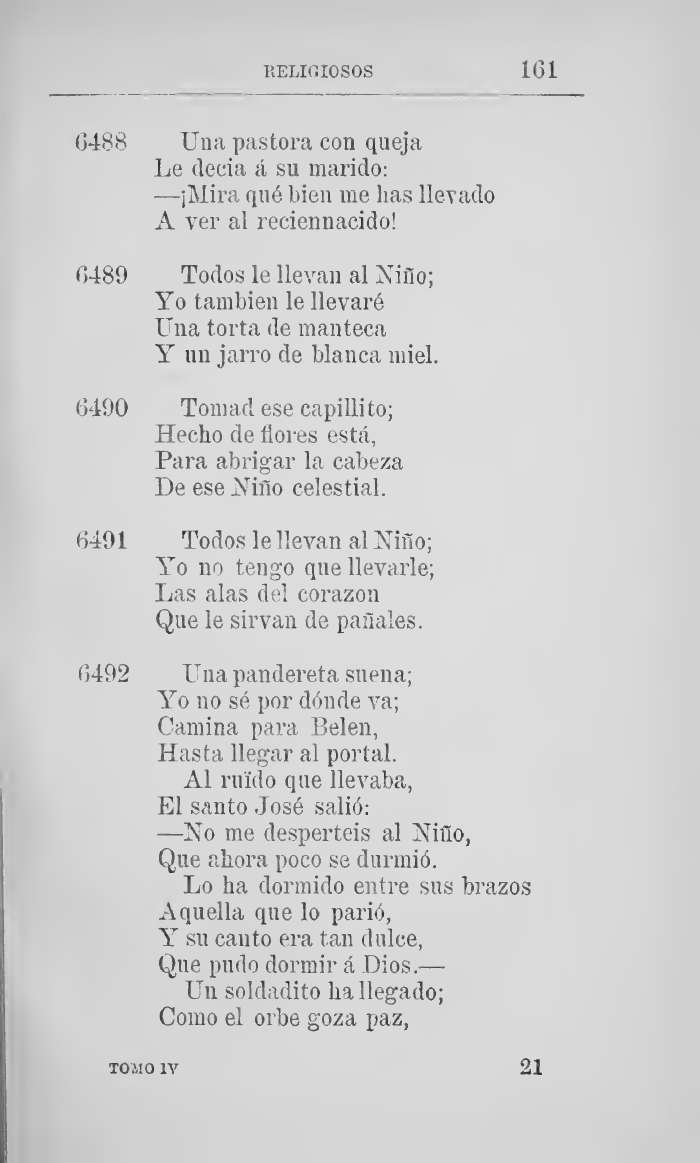 RELIGIOSOS 161
6488 Una pastora con queja
Le decia á su marido:
—¡Mira qué bien me has llevado
A ver al reciennacido!
6489 Todos le llevan al Niño;
Yo tambien le llevaré
Una torta de manteca
Y un jarro de blanca miel.
6490 Tomad ese capillito;
Hecho de flores está,
Para abrigar la cabeza
De ese Niño celestial.
6491 Todos le llevan al Niño;
Yo no tengo que llevarle;
Las alas del corazon
Que le sirvan de pañales.
6492 Una pandereta suena;
Yo no sé por dónde va;
Camina para Belen,
Hasta llegar al portal.
Al ruïdo que llevaba,
El santo José salió:
—No me desperteis al Niño,
Que ahora poco se durmió.
Lo ha dormido entre sus brazos
Aquella que lo parió,
Y su canto era tan dulce,
Que pudo dormir á Dios.—
Un soldadito ha llegado;
Como el orbe goza paz,
TOMO IV 21